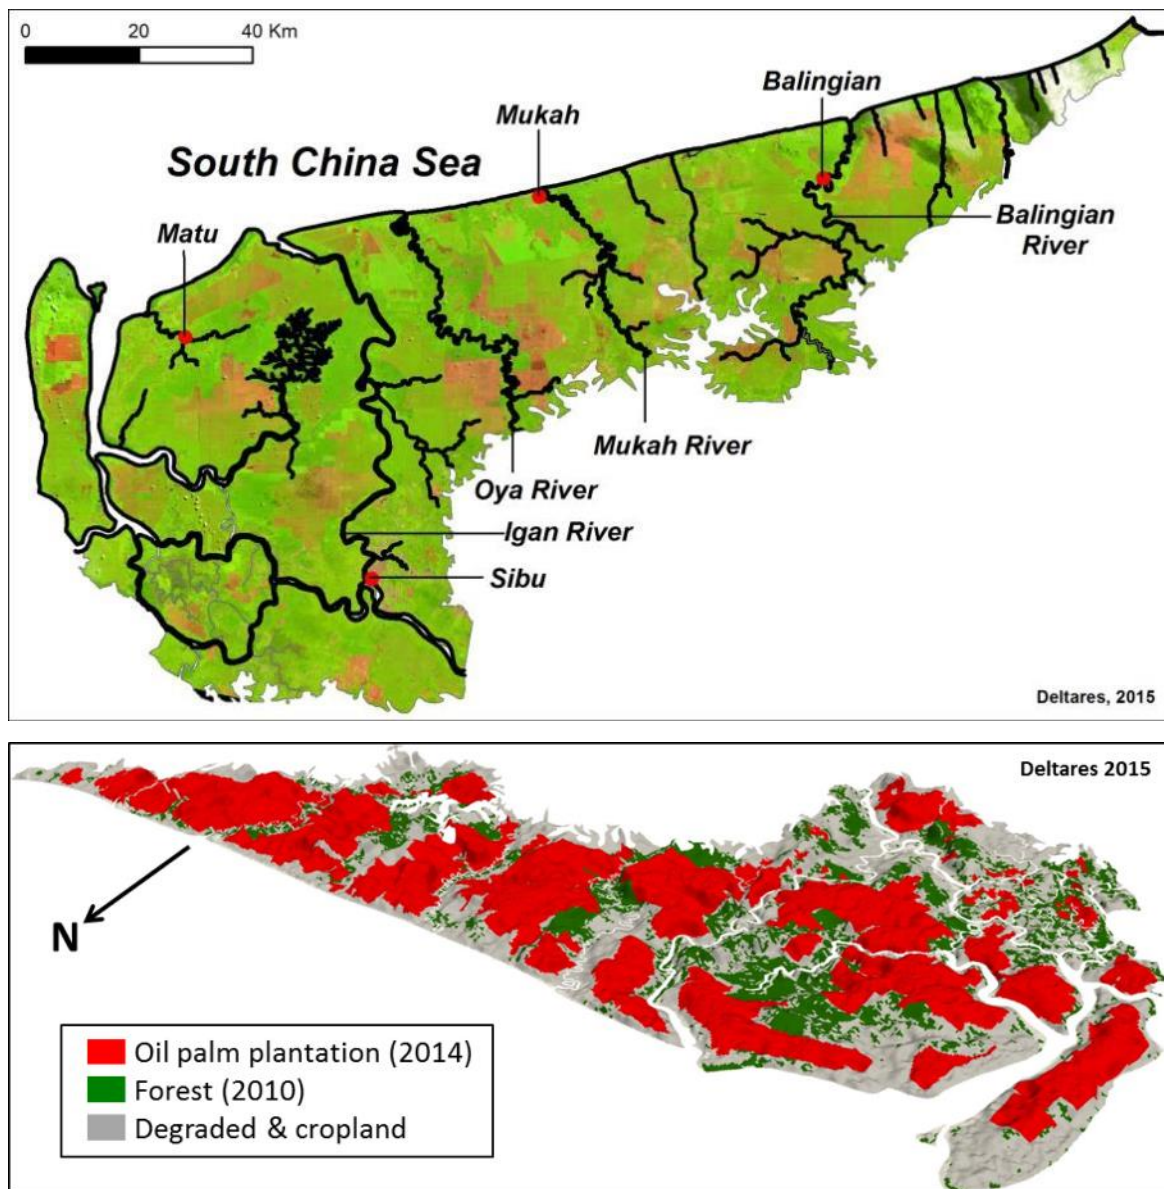 0 20 40 Km
Balingian
Mukah
South China Sea
Matu
Balingian
River
Mukah River
Oya River
Igan River
Sibu
Deltares, 2015
Deltares 2015
N
Oil palm plantation (2014)
Forest (2010)
Degraded & cropland